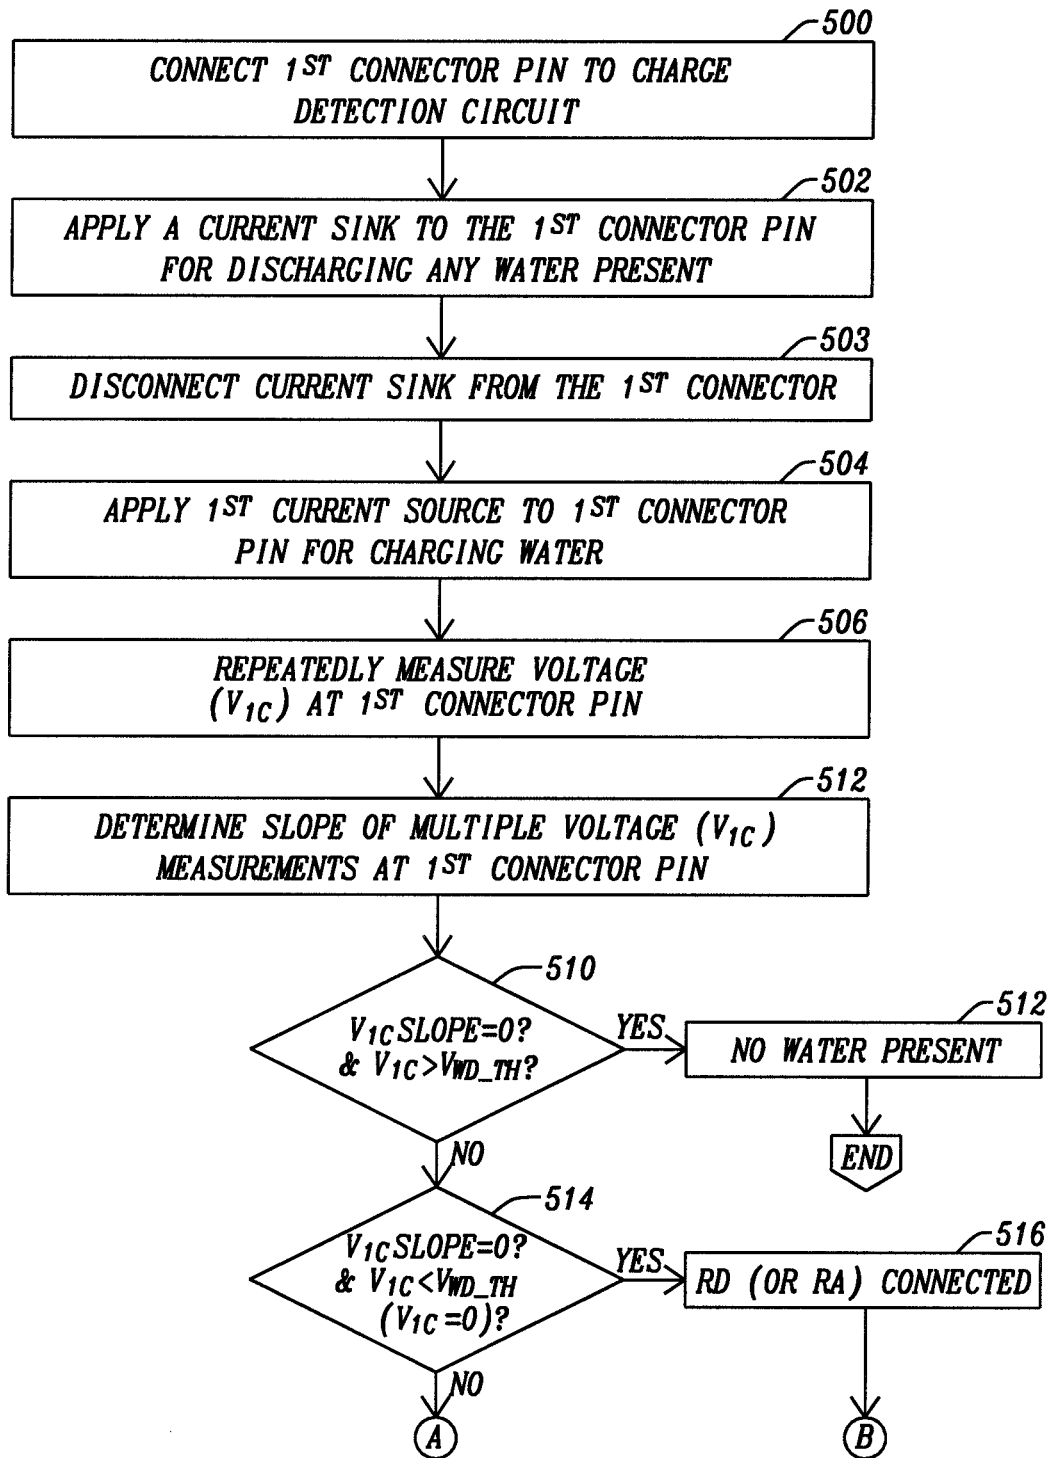 500
CONNECT 1ST CONNECTOR PIN TO CHARGE
DETECTION CIRCUIT
502
APPLY A CURRENT SINK TO THE 1ST CONNECTOR PIN
FOR DISCHARGING ANY WATER PRESENT
503
DISCONNECT CURRENT SINK FROM THE 1ST CONNECTOR
504
APPLY 1ST CURRENT SOURCE TO 1ST CONNECTOR
PIN FOR CHARGING WATER
506
REPEATEDLY MEASURE VOLTAGE
(V1C) AT 1ST CONNECTOR PIN
512
DETERMINE SLOPE OF MULTIPLE VOLTAGE (V1C)
MEASUREMENTS AT 1ST CONNECTOR PIN
510
V1C SLOPE=0?
& V1C>VWD_TH?
YES
512
NO WATER PRESENT
END
NO
514
V1C SLOPE=0?
& V1C<VWD_TH
(V1C=0)?
YES
516
RD (OR RA) CONNECTED
NO
A
B